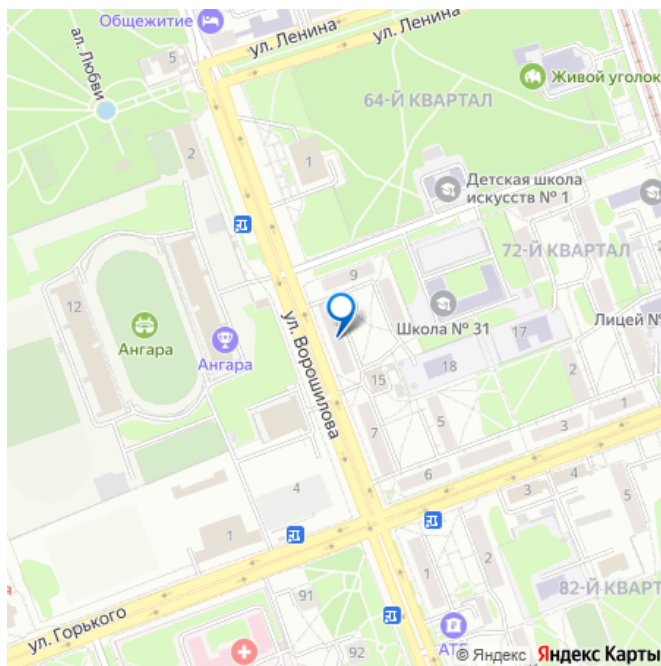 Общежитие
ул. Ленина
ул. Ленина
5
ал. Любви
Живой уголок
64-Й КВАРТАЛ
2
1
Детская школа
искусств № 1
72-Й КВАРТАЛ
9
12
Ангара
Ангара
ул. Ворошилова
Школа № 31
17
Лицей №
18
15
2
7
5
1
3
6
4
4
3
5
1
1
2
82-Й КВАРТ
91
ул. Горького
АТБ
92
© Яндекс Яндекс Карты